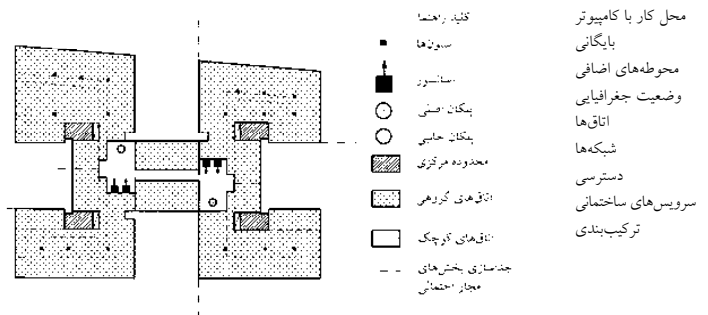 محل کار با کامپیوتر
بایگانی
محوطه‌های اضافی
وضعیت جغرافیایی
اتاق‌ها
شبکه‌ها
دسترسی
سرویس‌های ساختمانی
ترکیب‌بندی
کلید راهنما
ستون‌ها
آسانسور
پلکان اصلی
پلکان جانبی
محدوده مرکزی
اتاق‌های گروهی
اتاق‌های کوچک
جداسازی بخش‌های
مجاز احتمالی